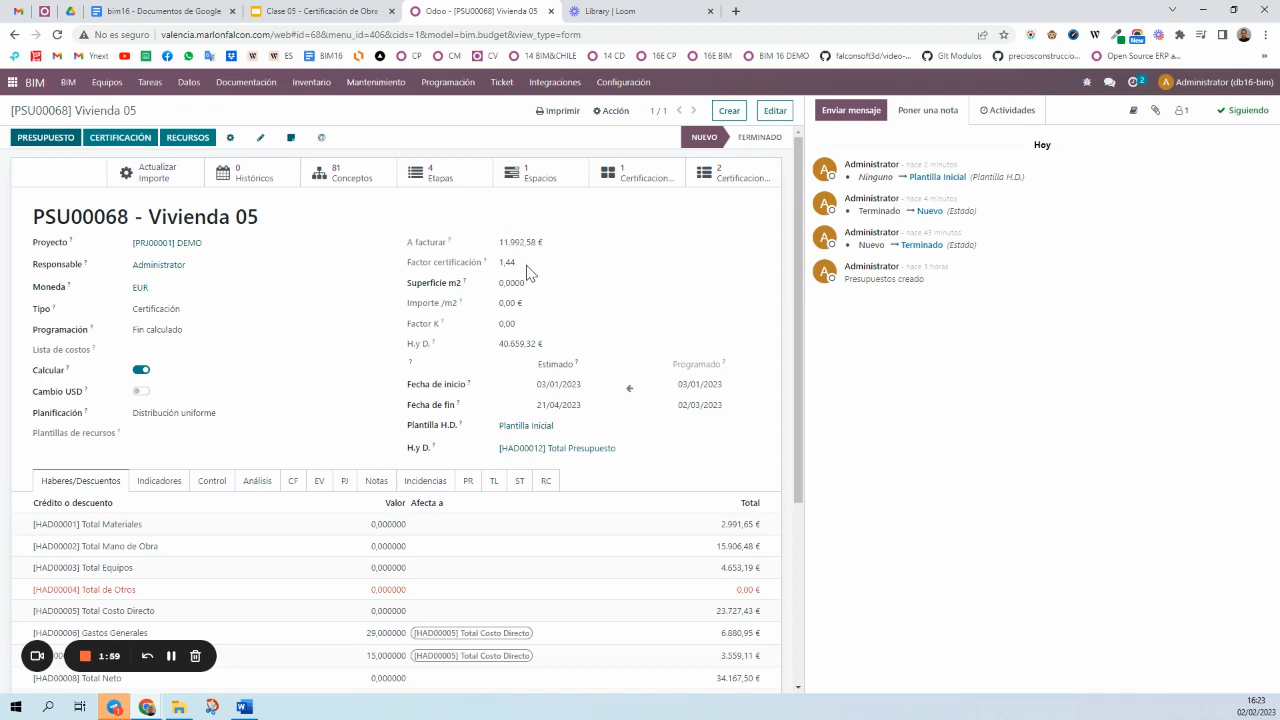 bim16 - Documentos de Google
Clase 05 - Certificación de Obra
Odoo - [PSU00068] Vivienda 05
Library | Loom
No es seguro | valencia.marlonfalcon.com/web#id=68&menu_id=406&cids=1&model=bim.budget&view_type=form
BIM16 Ynext ES BIM16 CP CM CV 14 BIM&CHILE 14 CD 16E CP 16E BIM BIM 16 DEMO falconsoft3d/video-... Git Modulos preciosconstruccion... Open Source ERP a...
BIM BIM Equipos Tareas Datos Documentación Inventario Mantenimiento Programación Ticket Integraciones Configuración 2 Administrator (db16-bim)
[PSU00068] Vivienda 05 Imprimir Acción 1 / 1 Crear Editar Enviar mensaje Poner una nota Actividades 1 Siguiendo
PRESUPUESTO CERTIFICACIÓN RECURSOS NUEVO TERMINADO
Actualizar Importe
0 Históricos
81 Conceptos
4 Etapas
1 Espacios
1 Certificacion...
2 Certificacion...
PSU00068 - Vivienda 05
Proyecto ? [PRJ00001] DEMO
Responsable ? Administrator
Moneda ? EUR
Tipo ? Certificación
Programación ? Fin calculado
Lista de costos ?
Calcular ?
Cambio USD ?
Planificación ? Distribución uniforme
Plantillas de recursos ?
A facturar ? 11.992,58 €
Factor certificación ? 1,44
Superficie m2 ? 0,0000
Importe /m2 ? 0,00 €
Factor K ? 0,00
H.y D. ? 40.659,32 €
? Estimado ? Programado ?
Fecha de inicio ? 03/01/2023 03/01/2023
Fecha de fin ? 21/04/2023 02/03/2023
Plantilla H.D. ? Plantilla Inicial
H.y D. ? [HAD00012] Total Presupuesto
Haberes/Descuentos Indicadores Control Análisis CF EV PJ Notas Incidencias PR TL ST RC
Crédito o descuento Valor Afecta a Total
[HAD00001] Total Materiales 0,000000 2.991,65 €
[HAD00002] Total Mano de Obra 0,000000 15.906,48 €
[HAD00003] Total Equipos 0,000000 4.653,19 €
[HAD00004] Total de Otros 0,000000 0,00 €
[HAD00005] Total Costo Directo 0,000000 23.727,43 €
[HAD00006] Gastos Generales 29,000000 [HAD00005] Total Costo Directo 6.880,95 €
15,000000 [HAD00005] Total Costo Directo 3.559,11 €
[HAD00008] Total Neto 0,000000 34.167,50 €
Hoy
Administrator - hace 2 minutos
Ninguno → Plantilla Inicial (Plantilla H.D.)
Administrator - hace 4 minutos
Terminado → Nuevo (Estado)
Administrator - hace 43 minutos
Nuevo → Terminado (Estado)
Administrator - hace 5 horas
Presupuestos creado
1:59
16:23
02/02/2023